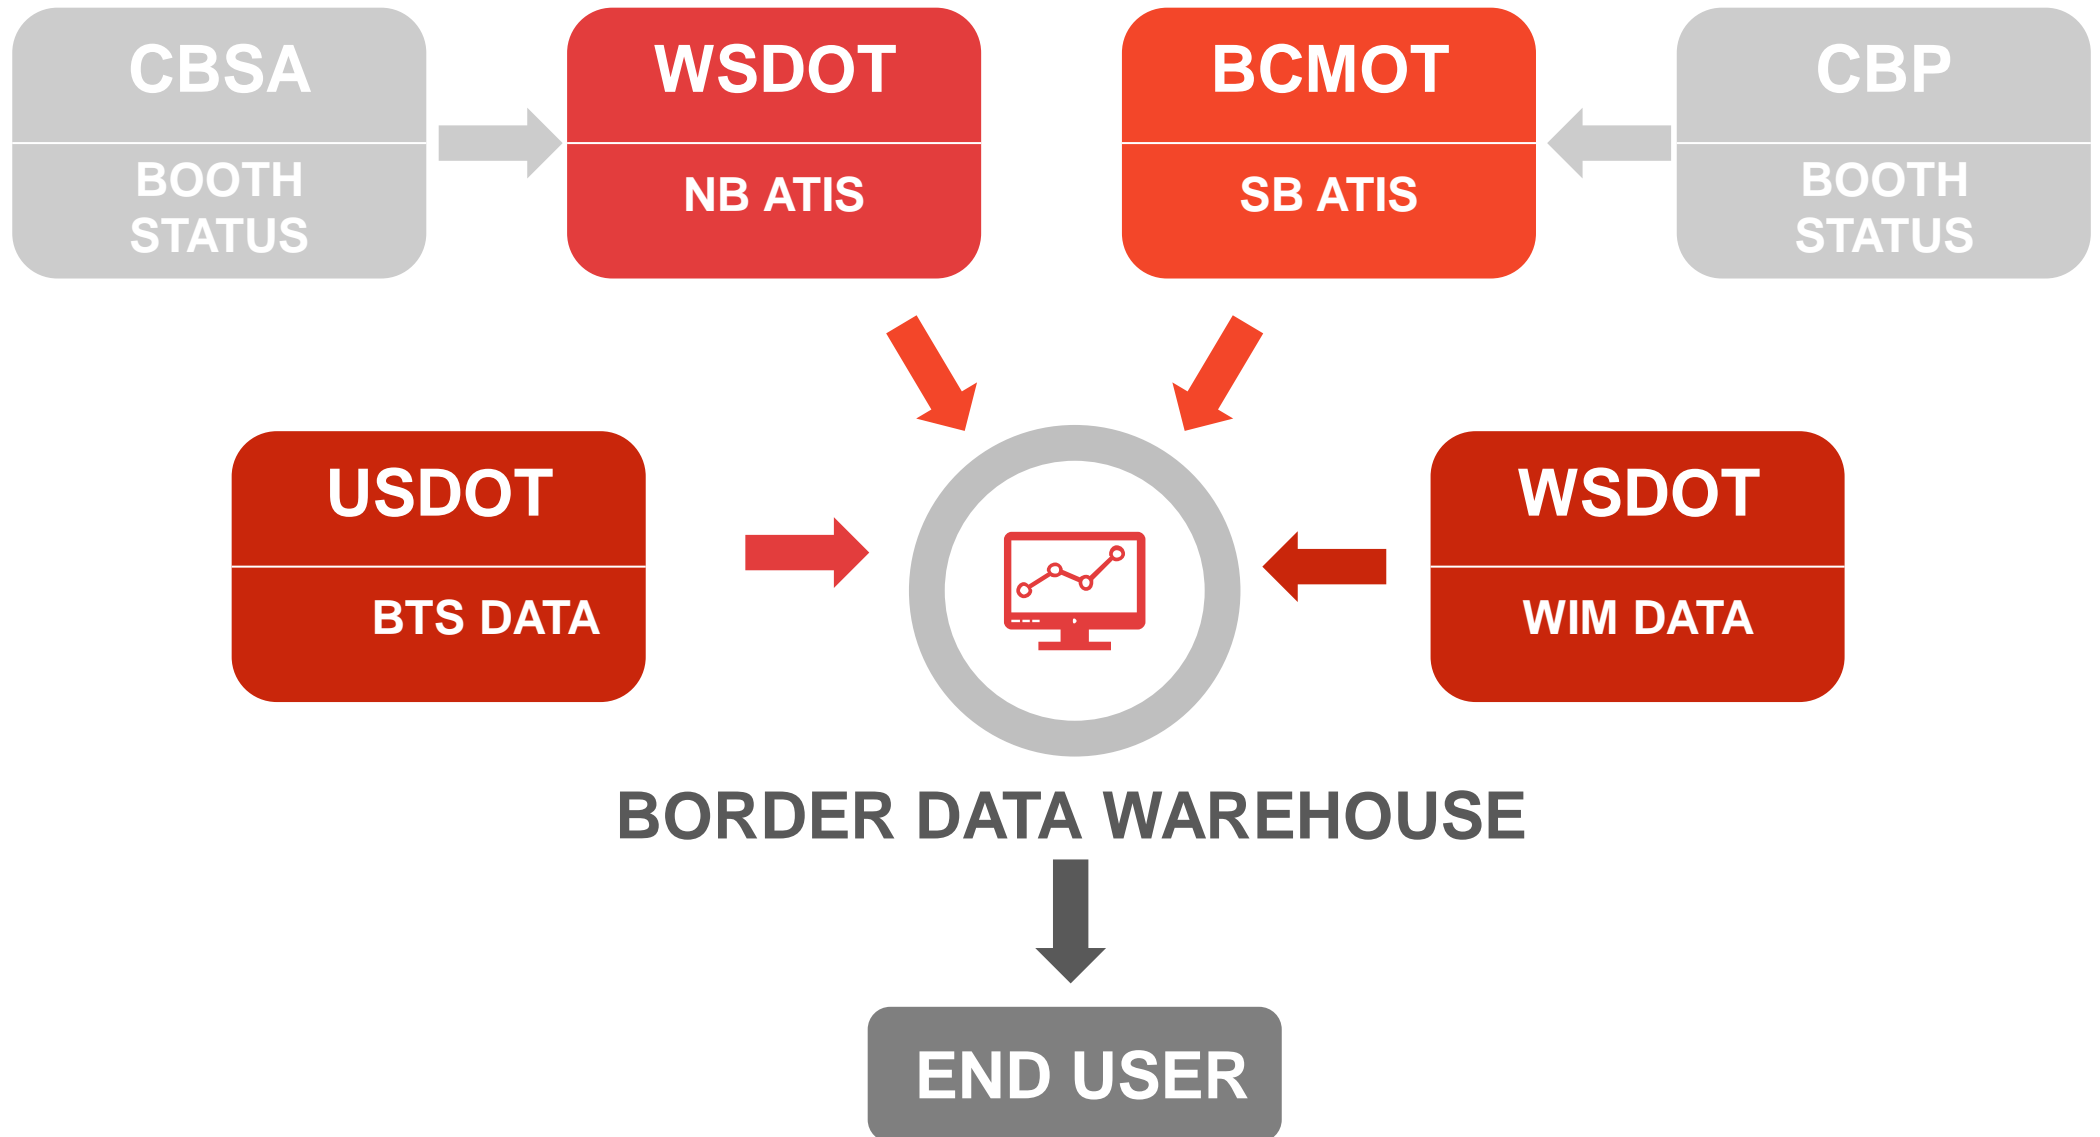 CBSA
BOOTH
STATUS
WSDOT
NB ATIS
BCMOT
SB ATIS
CBP
BOOTH
STATUS
USDOT
BTS DATA
WSDOT
WIM DATA
BORDER DATA WAREHOUSE
END USER